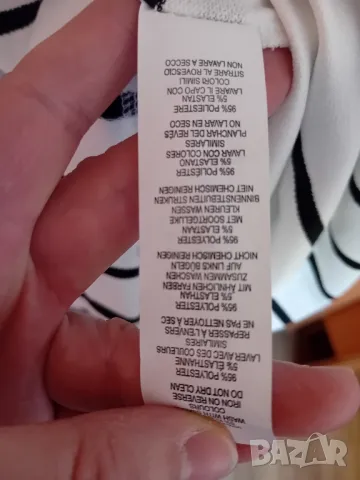 WASH WITH
COLOURS
IRON ON REVERSE
DO NOT DRY CLEAN
95% POLYESTER
5% ELASTHANNE
LAVER AVEC DES COULEURS
SIMILAIRES
REPASSER A L'ENVERS
NE PAS NETTOYER A SEC
95% POLYESTER
5% ELASTHAN
MIT ÄHNLICHEN FARBEN
ZUSAMMEN WASCHEN
AUF LINKS BÜGELN
NICHT CHEMISCH REINIGEN
95% POLYESTER
5% ELASTAAN
MET SOORTGELIJKE
KLEUREN WASSEN
BINNENSTEBUITEN STRIJKEN
NIET CHEMISCH REINIGEN
95% POLIESTER
5% ELASTANO
LAVAR CON COLORES
SIMILARES
PLANCHAR DEL REVES
NO LAVAR EN SECO
95% POLIESTERE
5% ELASTAN
LAVARE IL CAPO CON
COLORI SIMILI
STIRARE AL ROVESCIO
NON LAVARE A SECCO
BAZAR.bg